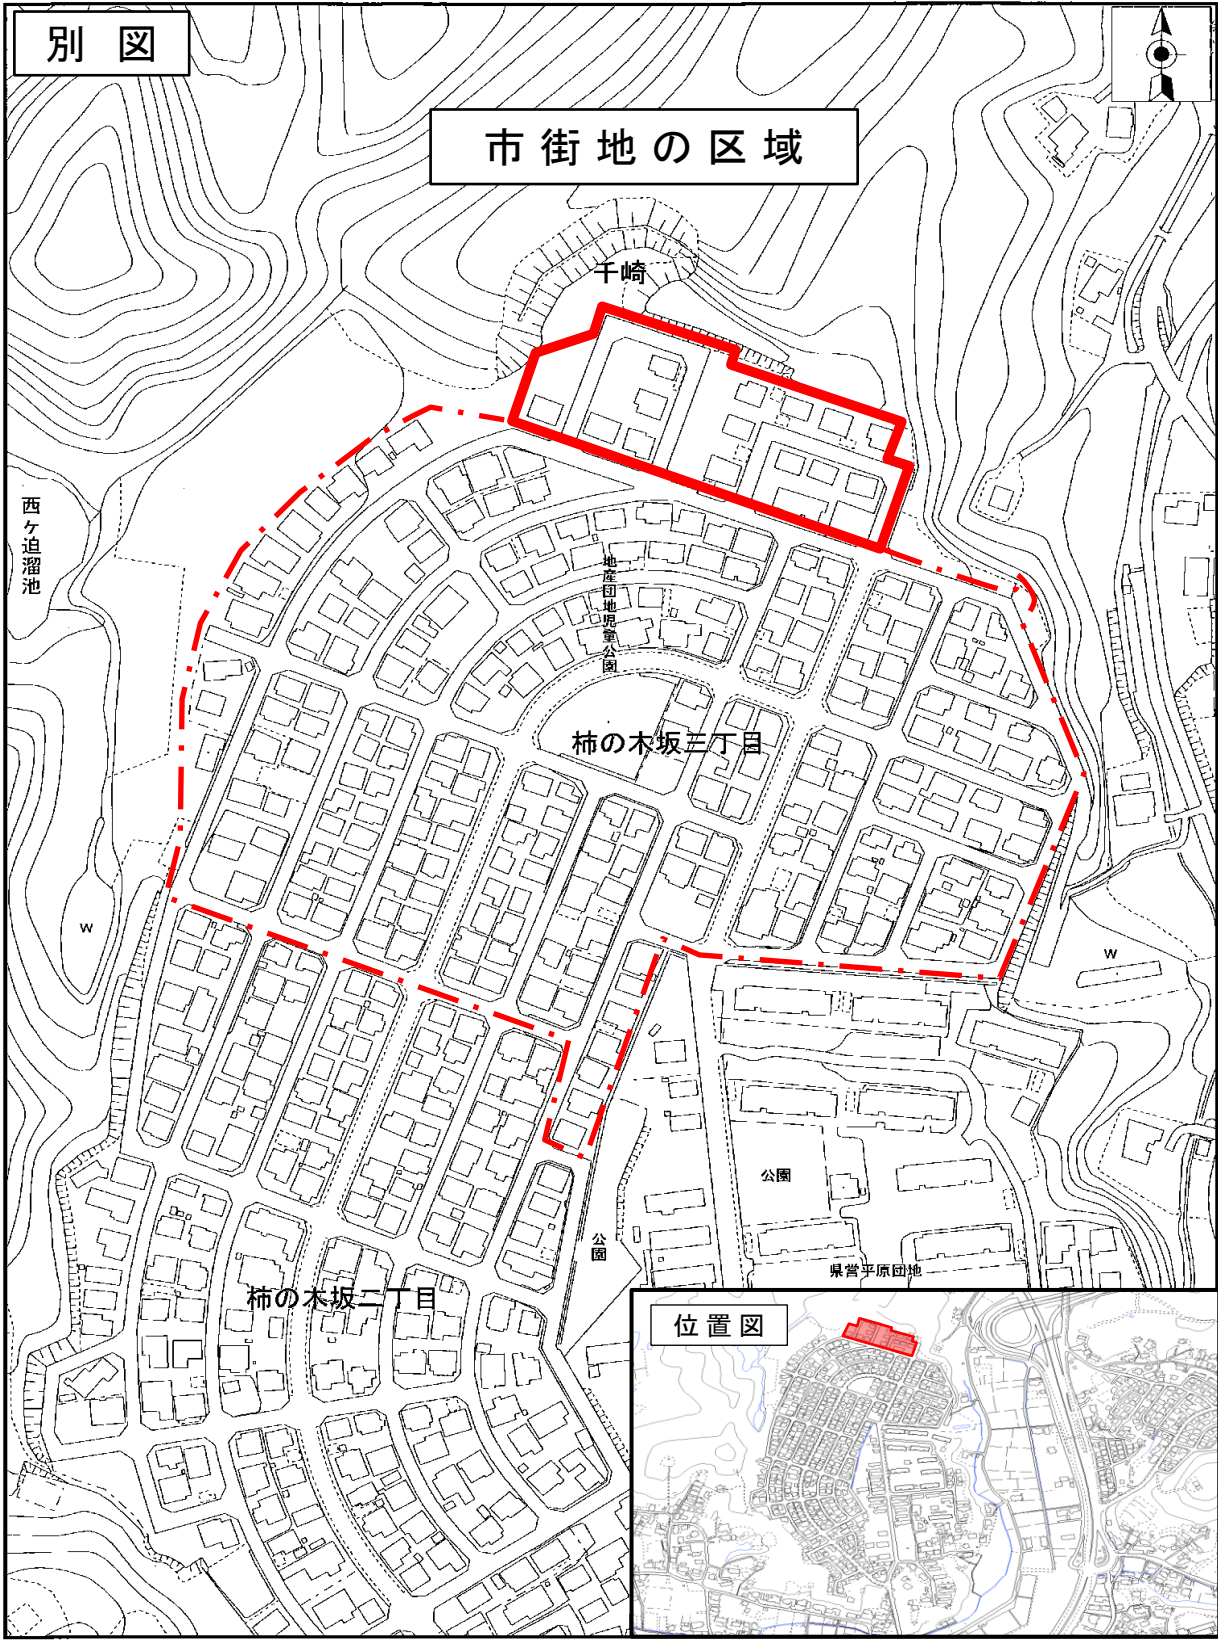 別図
市街地の区域
千崎
西ヶ迫溜池
地産団地児童公園
柿の木坂三丁目
W
W
公園
公園
県営平原団地
柿の木坂二丁目
位置図